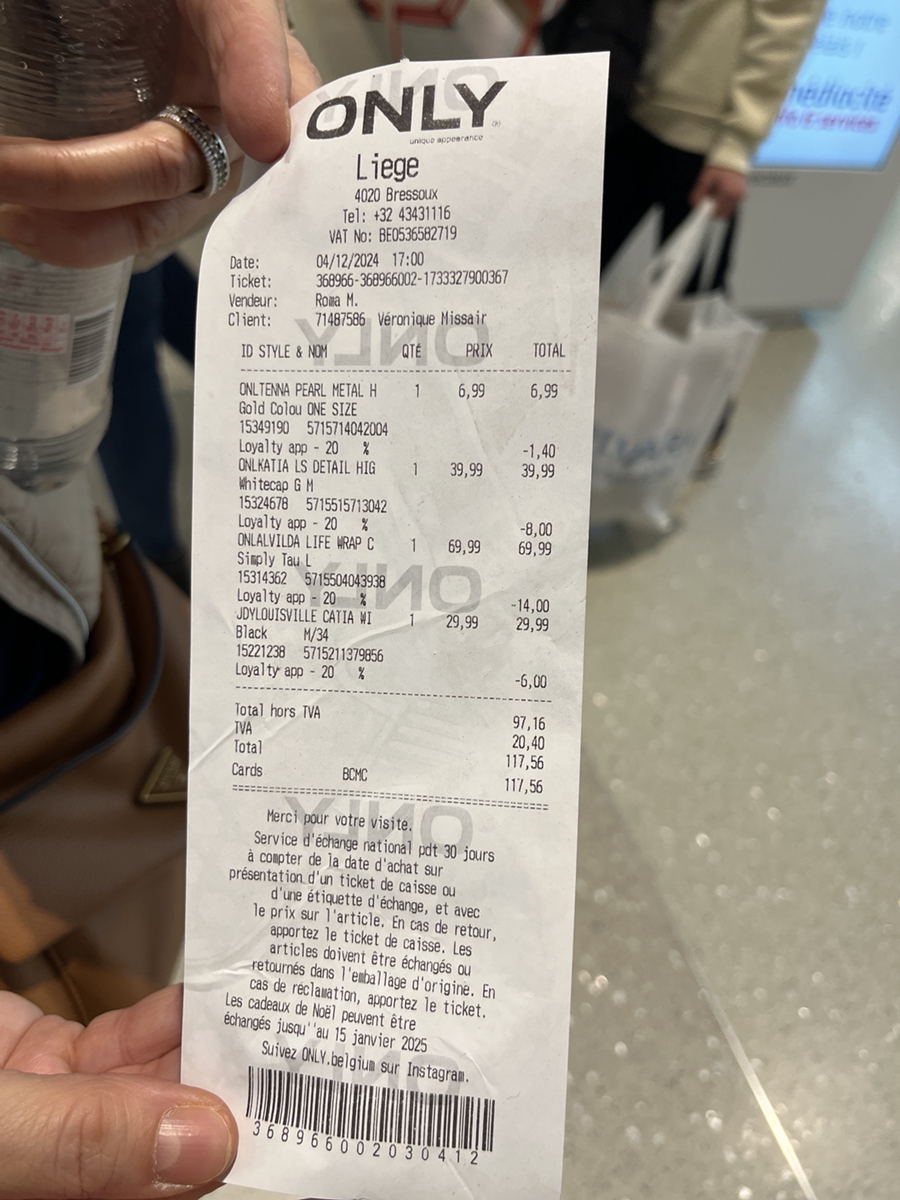 ONLY
unique appearance
Liege
4020 Bressoux
Tel: +32 43431116
VAT No: BE0536582719
Date: 04/12/2024 17:00
Ticket: 368966-368966002-1733327900367
Vendeur: Roma M.
Client: 71487586 Véronique Missair
ID STYLE & NOM QTÉ PRIX TOTAL
ONLTENNA PEARL METAL H 1 6,99 6,99
Gold Colou ONE SIZE
15349190 5715714042004
Loyalty app - 20 % -1,40
ONLKATIA LS DETAIL HIG 1 39,99 39,99
Whitecap G M
15324678 5715515713042
Loyalty app - 20 % -8,00
ONLALVILDA LIFE WRAP C 1 69,99 69,99
Simply Tau L
15314362 5715504043938
Loyalty app - 20 % -14,00
JDYLOUISVILLE CATIA WI 1 29,99 29,99
Black M/34
15221238 5715211379856
Loyalty app - 20 % -6,00
Total hors TVA 97,16
TVA 20,40
Total 117,56
Cards BCMC 117,56
Merci pour votre visite.
Service d'échange national pdt 30 jours
à compter de la date d'achat sur
présentation d'un ticket de caisse ou
d'une étiquette d'échange, et avec
le prix sur l'article. En cas de retour,
apportez le ticket de caisse. Les
articles doivent être échangés ou
retournés dans l'emballage d'origine. En
cas de réclamation, apportez le ticket.
Les cadeaux de Noël peuvent être
échangés jusqu''au 15 janvier 2025
Suivez ONLY.belgium sur Instagram.
368966002030412